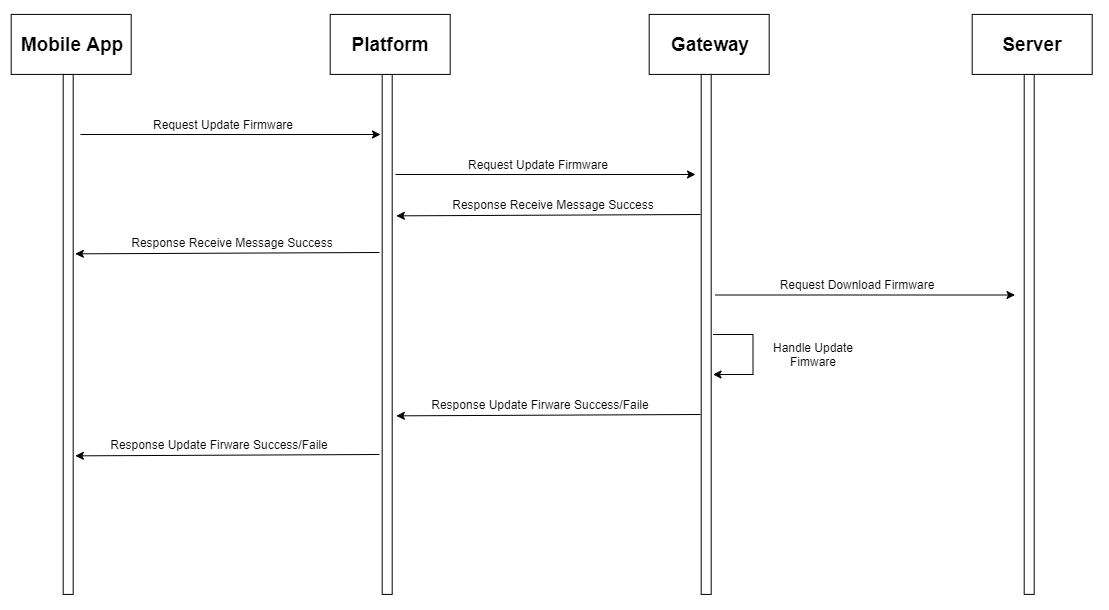 Mobile App
Platform
Gateway
Server
Request Update Firmware
Request Update Firmware
Response Receive Message Success
Response Receive Message Success
Request Download Firmware
Handle Update
Fimware
Response Update Firware Success/Faile
Response Update Firware Success/Faile